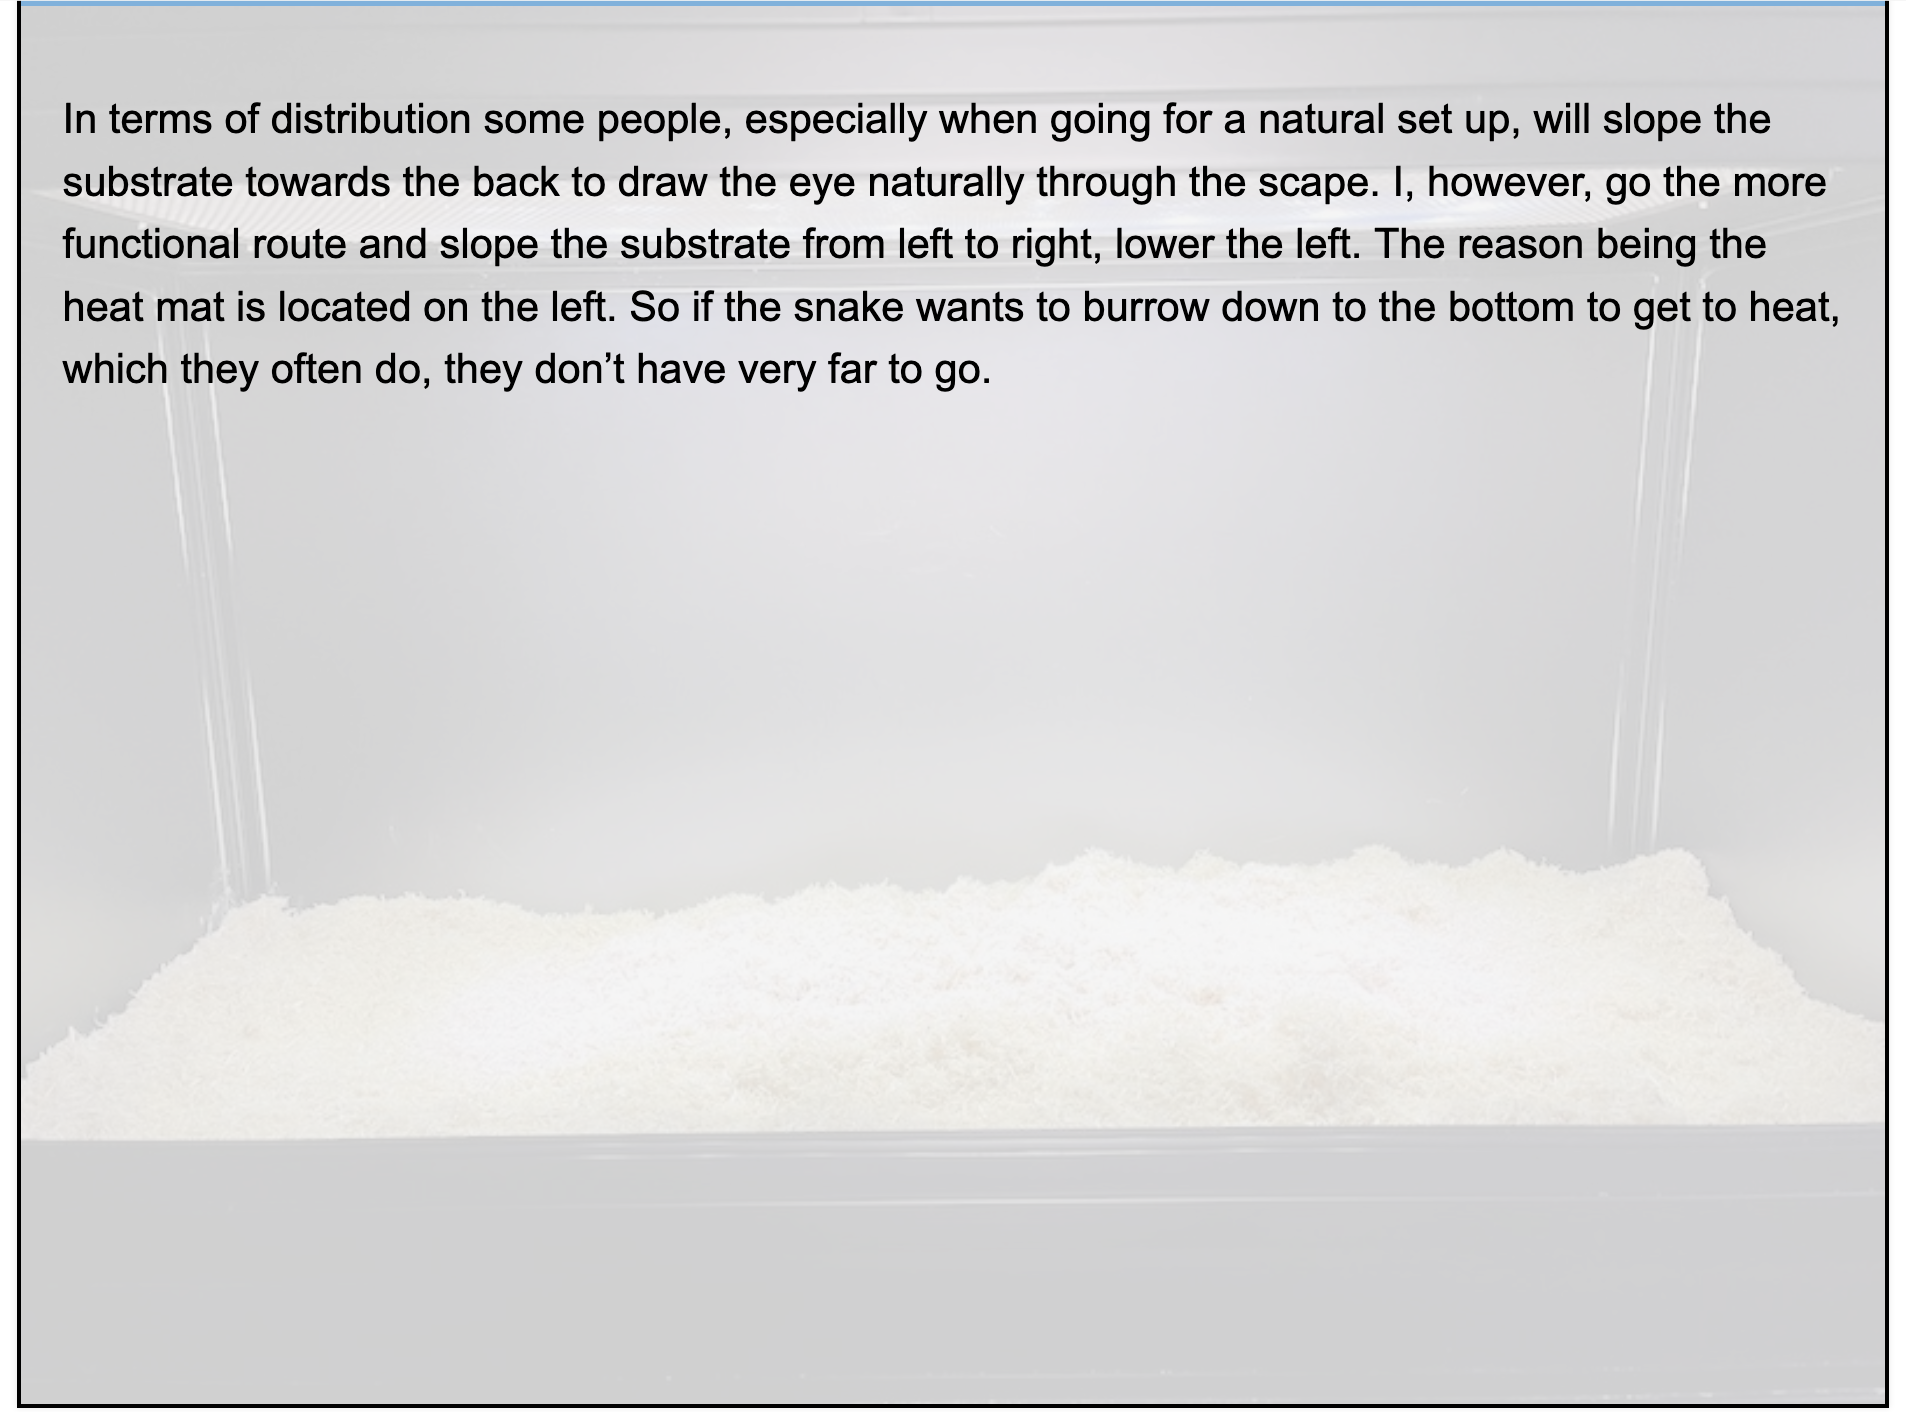 In terms of distribution some people, especially when going for a natural set up, will slope the
substrate towards the back to draw the eye naturally through the scape. I, however, go the more
functional route and slope the substrate from left to right, lower the left. The reason being the
heat mat is located on the left. So if the snake wants to burrow down to the bottom to get to heat,
which they often do, they don’t have very far to go.